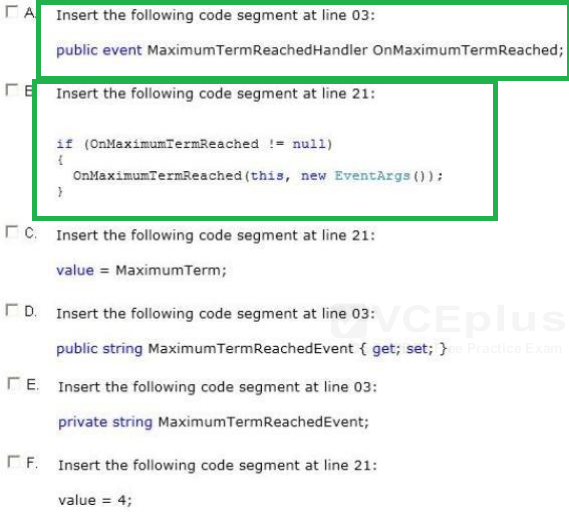 A. Insert the following code segment at line 03:
public event MaximumTermReachedHandler OnMaximumTermReached;
B Insert the following code segment at line 21:
if (OnMaximumTermReached != null)
{
OnMaximumTermReached(this, new EventArgs());
}
C. Insert the following code segment at line 21:
value = MaximumTerm;
D. Insert the following code segment at line 03:
VCEplus
public string MaximumTermReachedEvent { get; set; }
Practice Exam
E. Insert the following code segment at line 03:
private string MaximumTermReachedEvent;
F. Insert the following code segment at line 21:
value = 4;